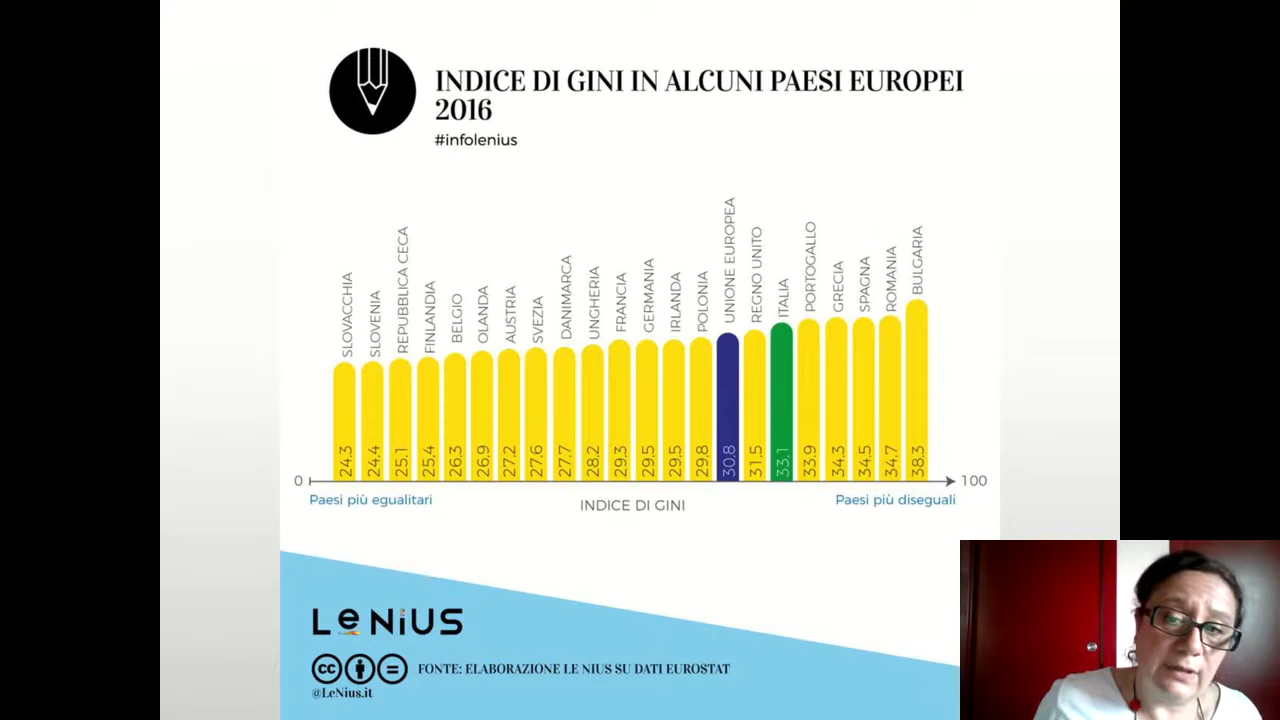 INDICE DI GINI IN ALCUNI PAESI EUROPEI
2016
#infolenius
SLOVACCHIA
SLOVENIA
REPUBBLICA CECA
FINLANDIA
BELGIO
OLANDA
AUSTRIA
SVEZIA
DANIMARCA
UNGHERIA
FRANCIA
GERMANIA
IRLANDA
POLONIA
UNIONE EUROPEA
REGNO UNITO
ITALIA
PORTOGALLO
GRECIA
SPAGNA
ROMANIA
BULGARIA
24.3
24.4
25.1
25.4
26.3
26.9
27.2
27.6
27.7
28.2
29.3
29.5
29.5
29.8
30.8
31.5
33.1
33.9
34.3
34.5
34.7
38.3
0
100
Paesi più egualitari
INDICE DI GINI
Paesi più diseguali
LeNiUS
cc
FONTE: ELABORAZIONE LE NIUS SU DATI EUROSTAT
@LeNius.it